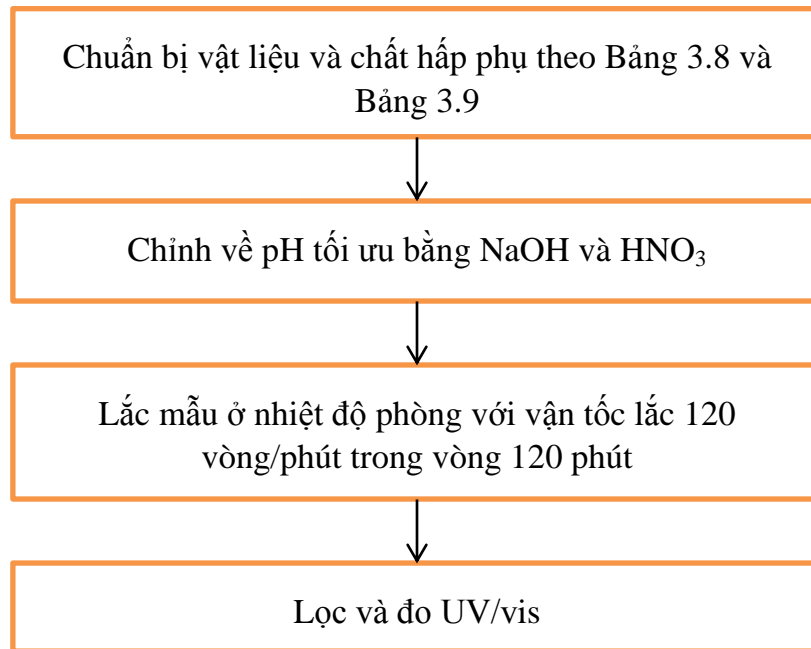 Chuẩn bị vật liệu và chất hấp phụ theo Bảng 3.8 và
Bảng 3.9
Chỉnh về pH tối ưu bằng NaOH và HNO₃
Lắc mẫu ở nhiệt độ phòng với vận tốc lắc 120
vòng/phút trong vòng 120 phút
Lọc và đo UV/vis